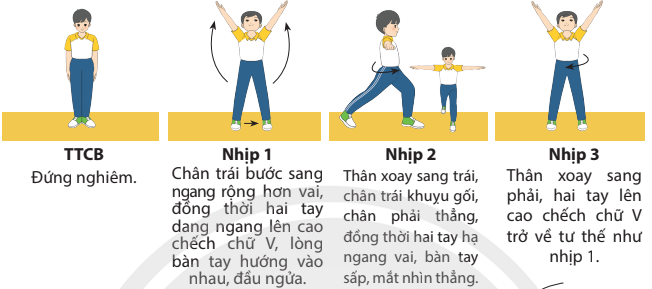 TTCB
Đứng nghiêm.
Nhịp 1
Chân trái bước sang
ngang rộng hơn vai,
đồng thời hai tay
dang ngang lên cao
chếch chữ V, lòng
bàn tay hướng vào
nhau, đầu ngửa.
Nhịp 2
Thân xoay sang trái,
chân trái khuỵu gối,
chân phải thẳng,
đồng thời hai tay hạ
ngang vai, bàn tay
sấp, mắt nhìn thẳng.
Nhịp 3
Thân xoay sang
phải, hai tay lên
cao chếch chữ V
trở về tư thế như
nhịp 1.